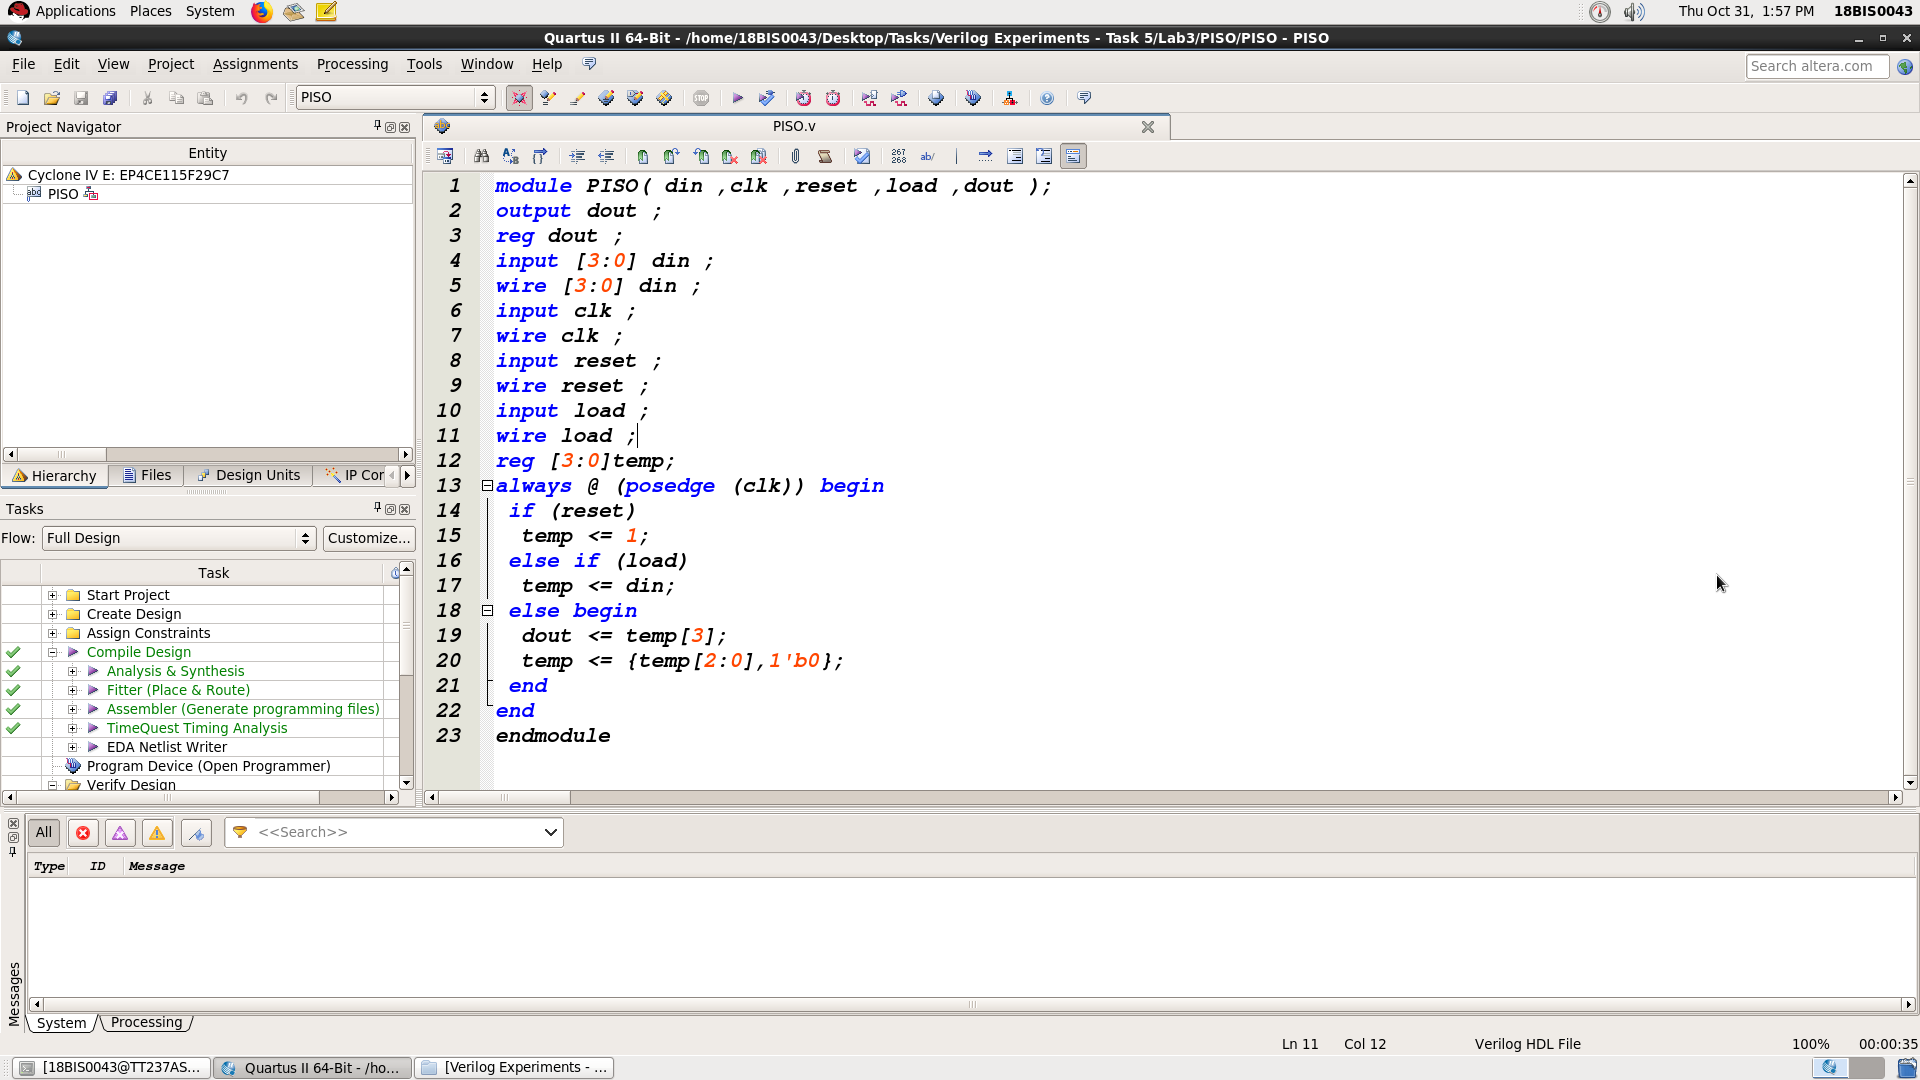 Applications Places System Thu Oct 31, 1:57 PM 18BIS0043
Quartus II 64-Bit - /home/18BIS0043/Desktop/Tasks/Verilog Experiments - Task 5/Lab3/PISO/PISO - PISO
File Edit View Project Assignments Processing Tools Window Help Search altera.com
PISO
STOP
Project Navigator
Entity
Cyclone IV E: EP4CE115F29C7
abc PISO
Hierarchy Files Design Units IP Cor
Tasks
Flow: Full Design Customize...
Task
Start Project
Create Design
Assign Constraints
Compile Design
Analysis & Synthesis
Fitter (Place & Route)
Assembler (Generate programming files)
TimeQuest Timing Analysis
EDA Netlist Writer
Program Device (Open Programmer)
Verify Design
PISO.v
267
268 ab/
1 module PISO( din ,clk ,reset ,load ,dout );
2 output dout ;
3 reg dout ;
4 input [3:0] din ;
5 wire [3:0] din ;
6 input clk ;
7 wire clk ;
8 input reset ;
9 wire reset ;
10 input load ;
11 wire load ;
12 reg [3:0]temp;
13 always @ (posedge (clk)) begin
14 if (reset)
15 temp <= 1;
16 else if (load)
17 temp <= din;
18 else begin
19 dout <= temp[3];
20 temp <= {temp[2:0],1'b0};
21 end
22 end
23 endmodule
All <<Search>>
Type ID Message
Messages
System Processing
Ln 11 Col 12 Verilog HDL File 100% 00:00:35
[18BIS0043@TT237AS... Quartus II 64-Bit - /ho... [Verilog Experiments - ...